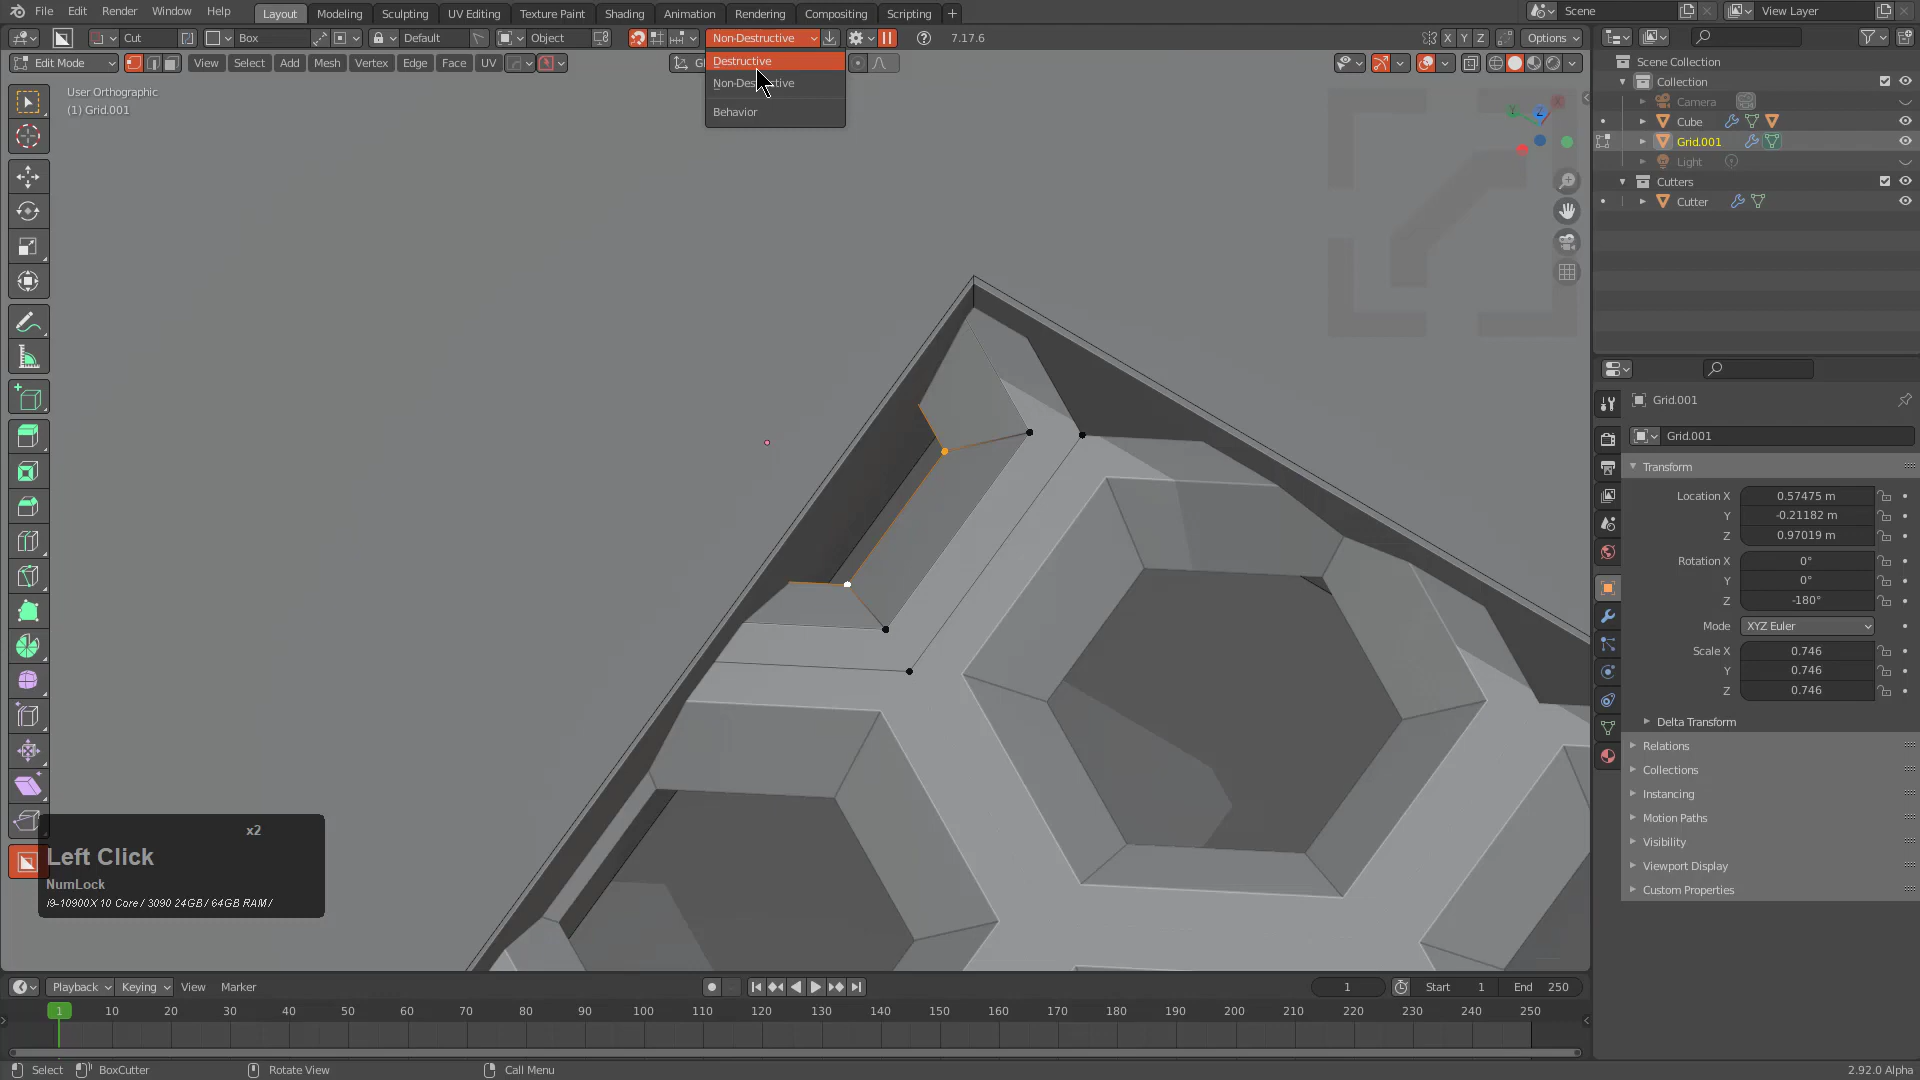 File Edit Render Window Help
Layout Modeling Sculpting UV Editing Texture Paint Shading Animation Rendering Compositing Scripting +
Scene View Layer
Cut Box Default Object Non-Destructive 7.17.6 X Y Z Options
Edit Mode View Select Add Mesh Vertex Edge Face UV
Destructive
Non-Destructive
Behavior
User Orthographic
(1) Grid.001
Scene Collection
Collection
Camera
Cube
Grid.001
Light
Cutters
Cutter
Grid.001
Grid.001
Transform
Location X 0.57475 m
Y -0.21182 m
Z 0.97019 m
Rotation X 0°
Y 0°
Z -180°
Mode XYZ Euler
Scale X 0.746
Y 0.746
Z 0.746
Delta Transform
Relations
Collections
Instancing
Motion Paths
Visibility
Viewport Display
Custom Properties
x2
Left Click
NumLock
i9-10900X 10 Core / 3090 24GB / 64GB RAM /
Playback Keying View Marker 1 Start 1 End 250
1 10 20 30 40 50 60 70 80 90 100 110 120 130 140 150 160 170 180 190 200 210 220 230 240 250
Select BoxCutter Rotate View Call Menu 2.92.0 Alpha